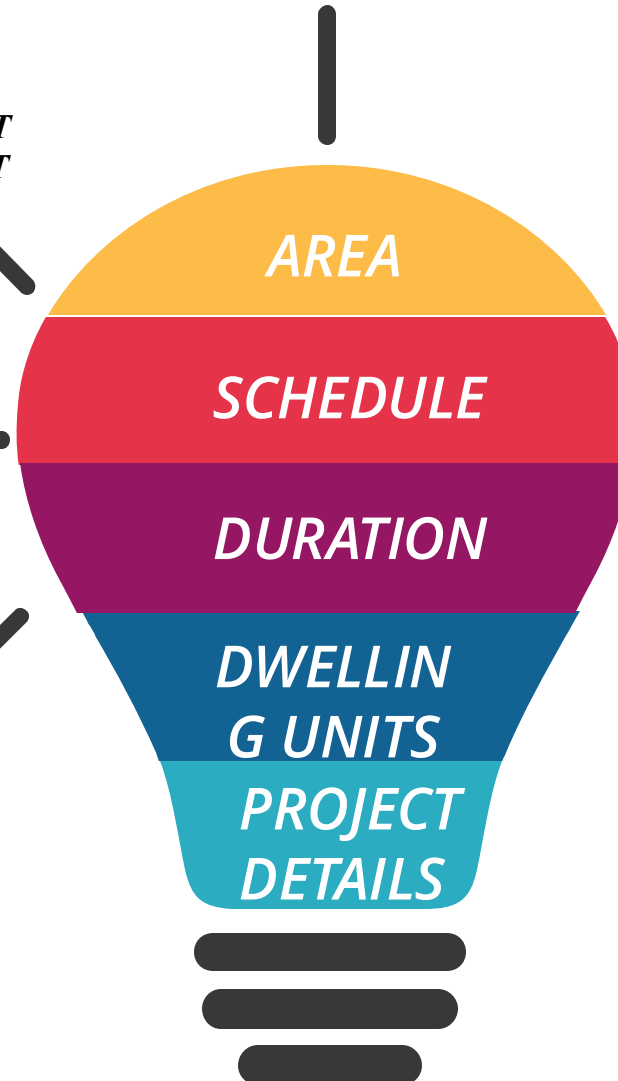 T
T
AREA
SCHEDULE
DURATION
DWELLIN
G UNITS
PROJECT
DETAILS